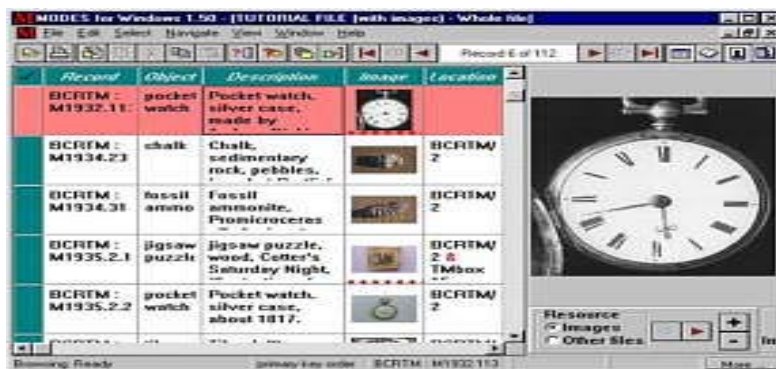 MODES for Windows 1.50 - [TUTORIAL FILE (with images) - Whole file]
File Edit Select Navigate View Window Help
Record 6 of 112
Record Object Description Image Location
BCRTM : pocket Pocket watch,
M1932.11 watch silver case,
made by
BCRTM : chalk Chalk, BCRTM/
M1934.23 sedimentary 2
rock, pebbles,
BCRTM : fossil Fossil BCRTM/
M1934.31 ammo ammonite, 2
Promicroceras
BCRTM : jigsaw jigsaw puzzle, BCRTM/
M1935.2.1 puzzle wood, Cotter's 2 &
Saturday Night, TMbox
BCRTM : pocket Pocket watch, BCRTM/
M1935.2.2 watch silver case, 2
about 1817.
Resource
Images
Other files
Browsing: Ready primary key order BCRTM : M1932.113 More